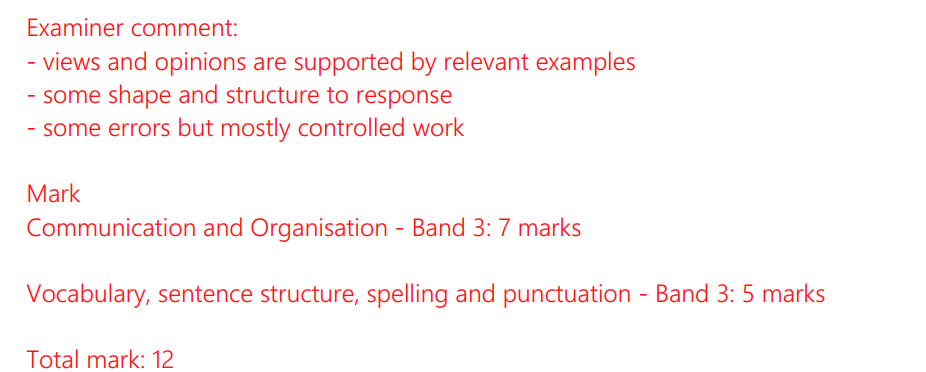 Examiner comment:
- views and opinions are supported by relevant examples
- some shape and structure to response
- some errors but mostly controlled work
Mark
Communication and Organisation - Band 3: 7 marks
Vocabulary, sentence structure, spelling and punctuation - Band 3: 5 marks
Total mark: 12